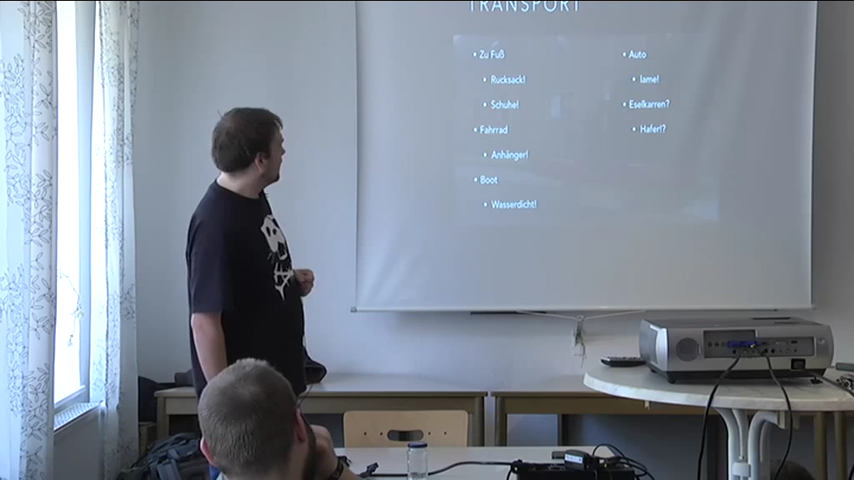 TRANSPORT
• Zu Fuß
• Rucksack!
• Schuhe!
• Fahrrad
• Anhänger!
• Boot
• Wasserdicht!
• Auto
• lame!
• Eselkarren?
• Hafer!?